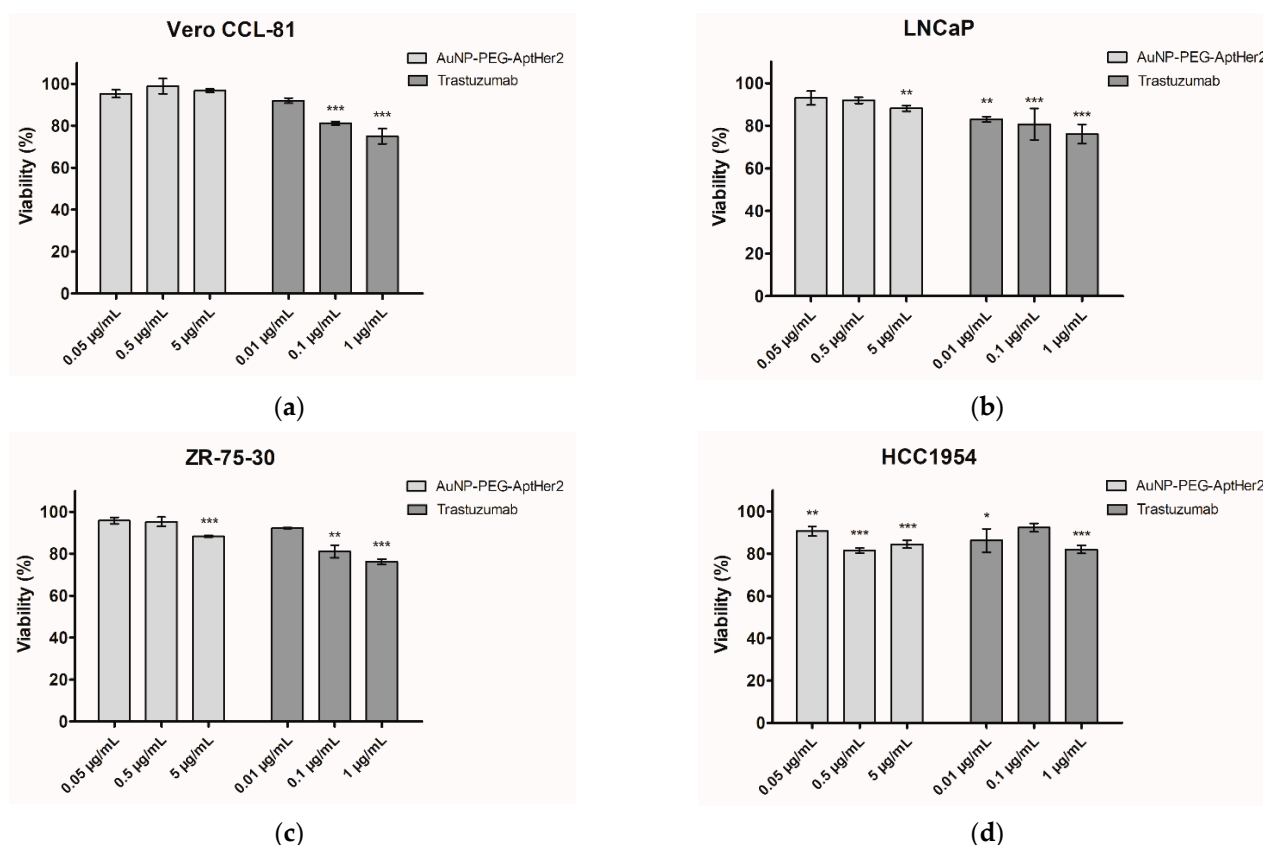 Vero CCL-81
AuNP-PEG-AptHer2
Trastuzumab
Viability (%)
100
80
60
40
20
0
***
***
0.05 µg/mL
0.5 µg/mL
5 µg/mL
0.01 µg/mL
0.1 µg/mL
1 µg/mL
(a)
LNCaP
AuNP-PEG-AptHer2
Trastuzumab
Viability (%)
100
80
60
40
20
0
**
**
***
***
0.05 µg/mL
0.5 µg/mL
5 µg/mL
0.01 µg/mL
0.1 µg/mL
1 µg/mL
(b)
ZR-75-30
AuNP-PEG-AptHer2
Trastuzumab
Viability (%)
100
80
60
40
20
0
***
**
***
0.05 µg/mL
0.5 µg/mL
5 µg/mL
0.01 µg/mL
0.1 µg/mL
1 µg/mL
(c)
HCC1954
AuNP-PEG-AptHer2
Trastuzumab
Viability (%)
100
80
60
40
20
0
**
***
***
*
***
0.05 µg/mL
0.5 µg/mL
5 µg/mL
0.01 µg/mL
0.1 µg/mL
1 µg/mL
(d)